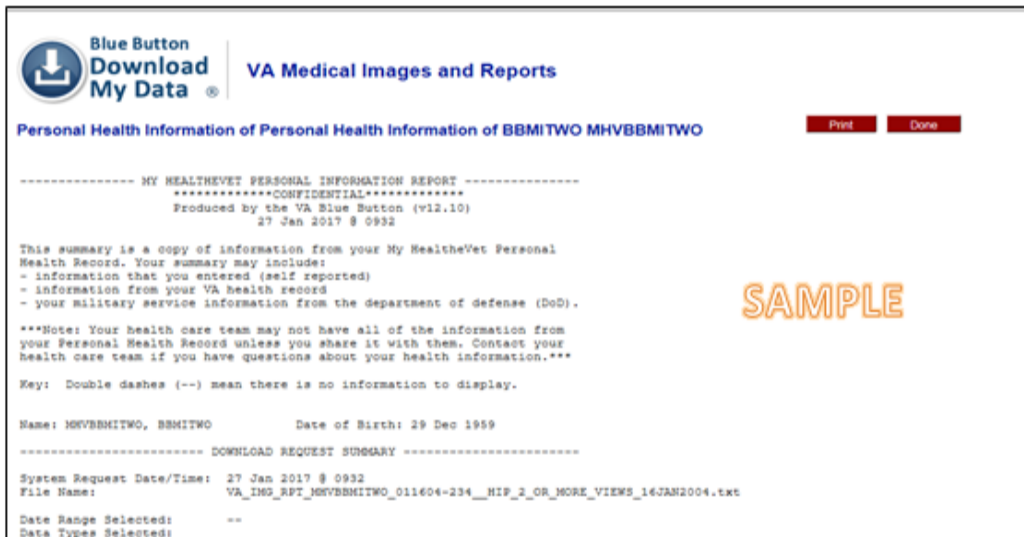 Blue Button
Download
My Data ®
VA Medical Images and Reports
Personal Health Information of Personal Health Information of BBMITWO MHVBBMITWO
Print
Done
--------------- MY HEALTHEVET PERSONAL INFORMATION REPORT ---------------
*************CONFIDENTIAL*************
Produced by the VA Blue Button (v12.10)
27 Jan 2017 @ 0932
This summary is a copy of information from your My HealtheVet Personal
Health Record. Your summary may include:
- information that you entered (self reported)
- information from your VA health record
- your military service information from the department of defense (DoD).
SAMPLE
***Note: Your health care team may not have all of the information from
your Personal Health Record unless you share it with them. Contact your
health care team if you have questions about your health information.***
Key: Double dashes (--) mean there is no information to display.
Name: MHVBBMITWO, BBMITWO Date of Birth: 29 Dec 1959
------------------------ DOWNLOAD REQUEST SUMMARY -----------------------
System Request Date/Time: 27 Jan 2017 @ 0932
File Name: VA_IMG_RPT_MHVBBMITWO_011604-234__HIP_2_OR_MORE_VIEWS_16JAN2004.txt
Date Range Selected: --
Data Types Selected: